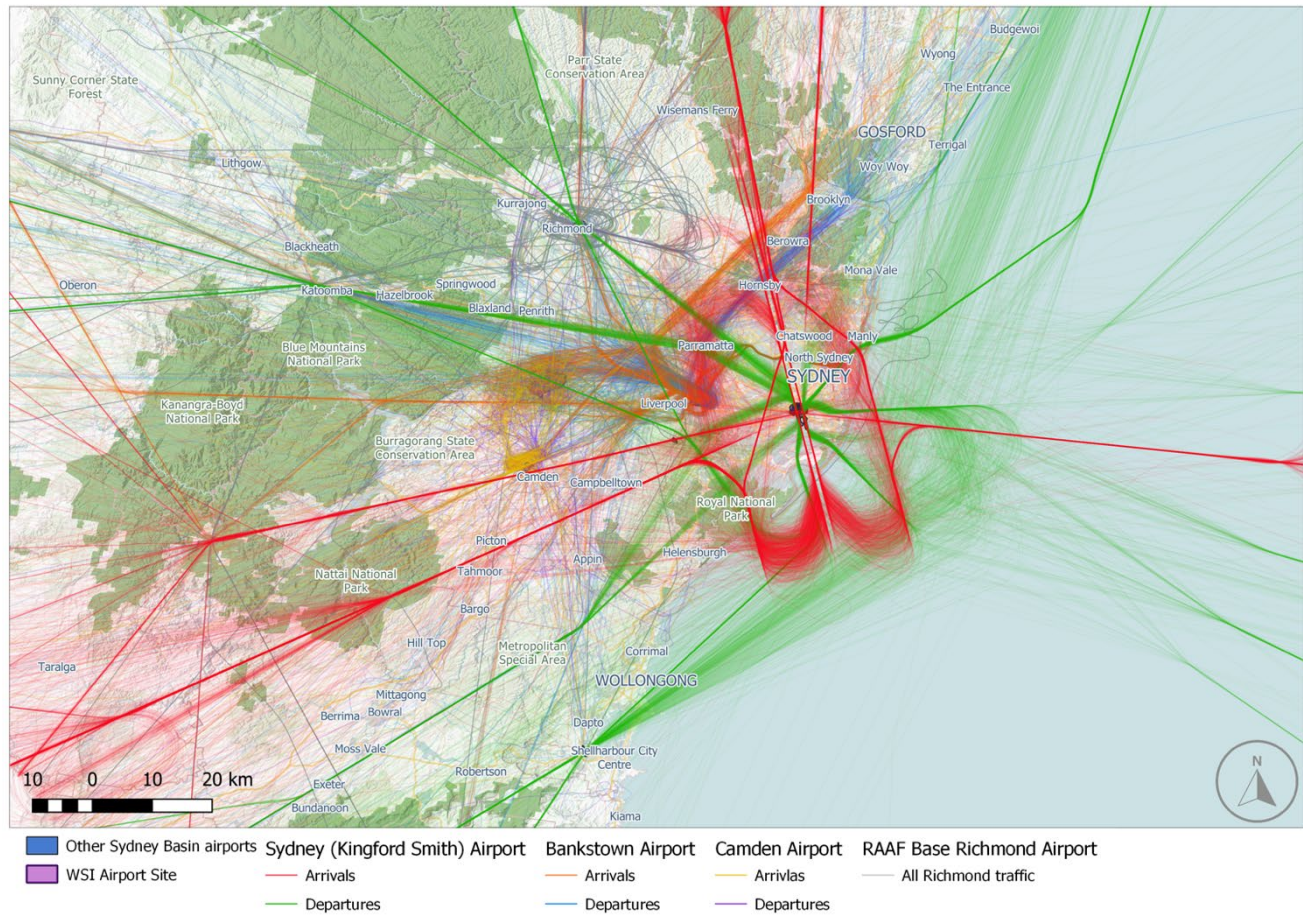 Budgewoi
Wyong
Parr State
Conservation Area
Sunny Corner State
Forest
The Entrance
Wisemans Ferry
GOSFORD
Terrigal
Lithgow
Woy Woy
Kurrajong
Brooklyn
Richmond
Berowra
Blackheath
Mona Vale
Oberon
Springwood
Hornsby
Katoomba
Hazelbrook
Blaxland
Penrith
Chatswood
Manly
Blue Mountains
National Park
Parramatta
North Sydney
SYDNEY
Kanangra-Boyd
National Park
Liverpool
Burragorang State
Conservation Area
Camden
Campbelltown
Royal National
Park
Picton
Helensburgh
Appin
Nattai National
Park
Tahmoor
Bargo
Hill Top
Metropolitan
Special Area
Corrimal
Taralga
WOLLONGONG
Mittagong
Berrima
Bowral
Dapto
Moss Vale
Shellharbour City
Centre
Robertson
Exeter
Bundanoon
Kiama
10 0 10 20 km
N
Other Sydney Basin airports
WSI Airport Site
Sydney (Kingford Smith) Airport
Arrivals
Departures
Bankstown Airport
Arrivals
Departures
Camden Airport
Arrivlas
Departures
RAAF Base Richmond Airport
All Richmond traffic